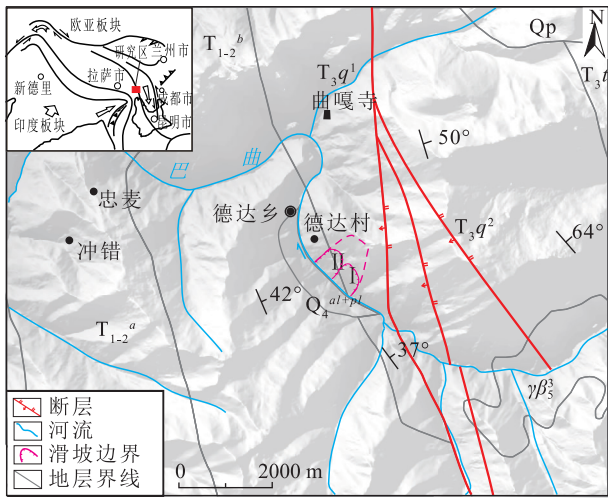 欧亚板块
研究区
兰州市
拉萨市
新德里
成都市
印度板块
昆明市
T₁₋₂ᵇ
T₃q¹
曲嘎寺
Qp
N
T₃t
50°
巴 曲
忠麦
德达乡
德达村
冲错
T₃q²
64°
II
I
42°
Q₄ᵃˡ⁺ᵖˡ
T₁₋₂ᵃ
37°
γβ₅³
断层
河流
滑坡边界
地层界线
0 2000 m